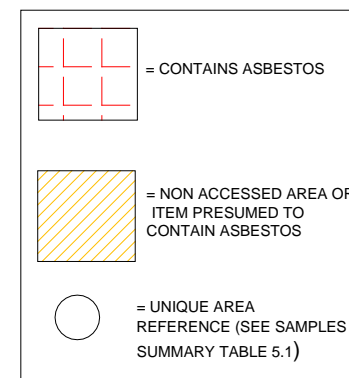 = CONTAINS ASBESTOS
= NON ACCESSED AREA OR
ITEM PRESUMED TO
CONTAIN ASBESTOS
= UNIQUE AREA
REFERENCE (SEE SAMPLES
SUMMARY TABLE 5.1)